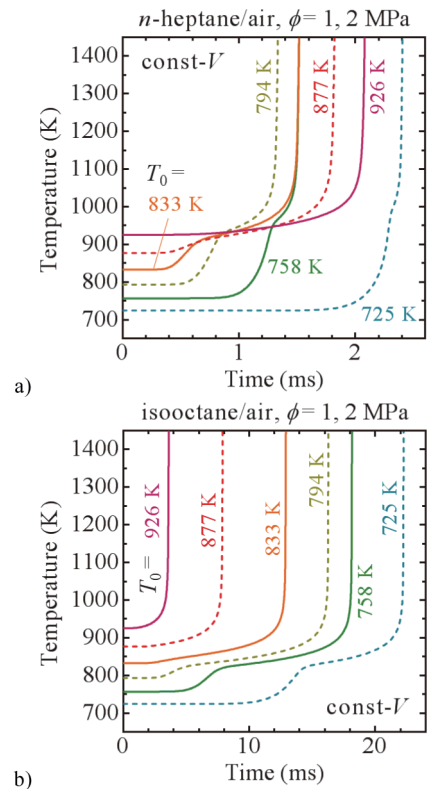 n-heptane/air, ϕ= 1, 2 MPa
const-V
794 K
877 K
926 K
T₀ =
833 K
758 K
725 K
1400
1300
1200
1100
1000
900
800
700
Temperature (K)
0
1
2
Time (ms)
a)
isooctane/air, ϕ= 1, 2 MPa
926 K
877 K
833 K
794 K
725 K
T₀ =
758 K
const-V
1400
1300
1200
1100
1000
900
800
700
Temperature (K)
0
10
20
Time (ms)
b)